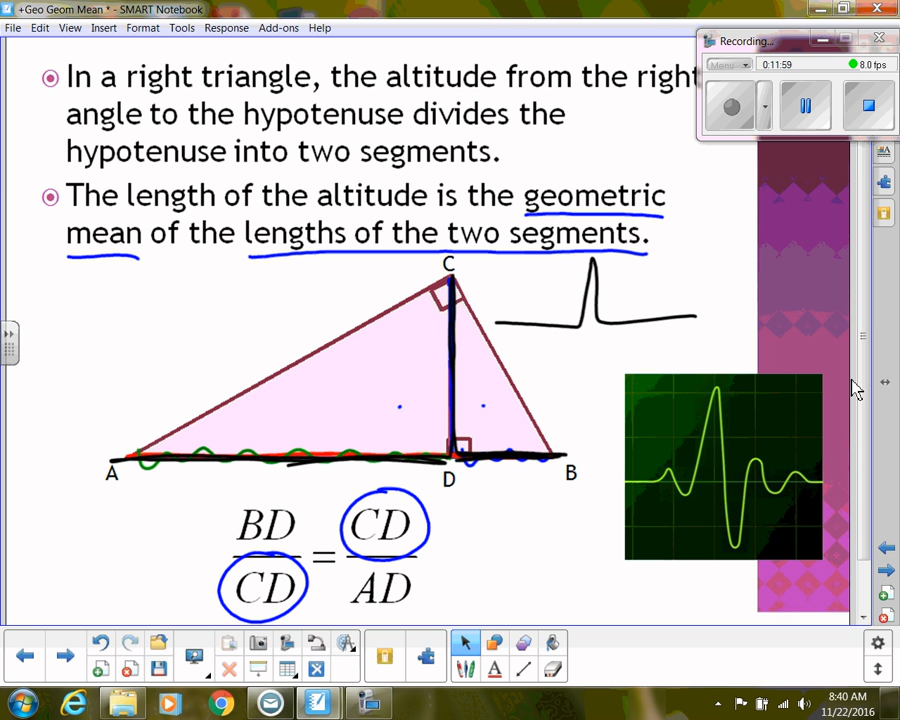 +Geo Geom Mean * - SMART Notebook
File Edit View Insert Format Tools Response Add-ons Help
Recording...
Menu 0:11:59 8.0 fps
In a right triangle, the altitude from the right
angle to the hypotenuse divides the
hypotenuse into two segments.
The length of the altitude is the geometric
mean of the lengths of the two segments.
C
A D B
BD/CD = CD/AD
8:40 AM
11/22/2016